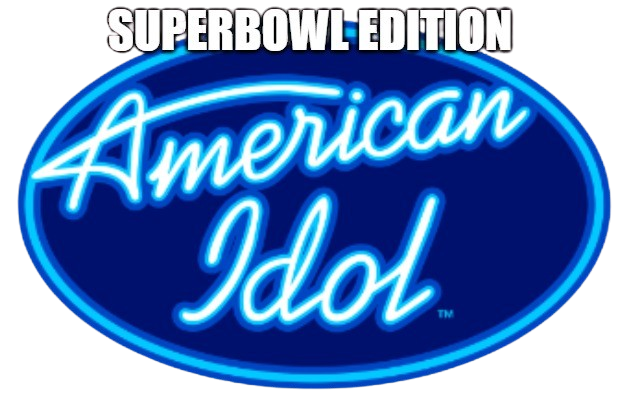 SUPERBOWL EDITION
American
Idol
TM